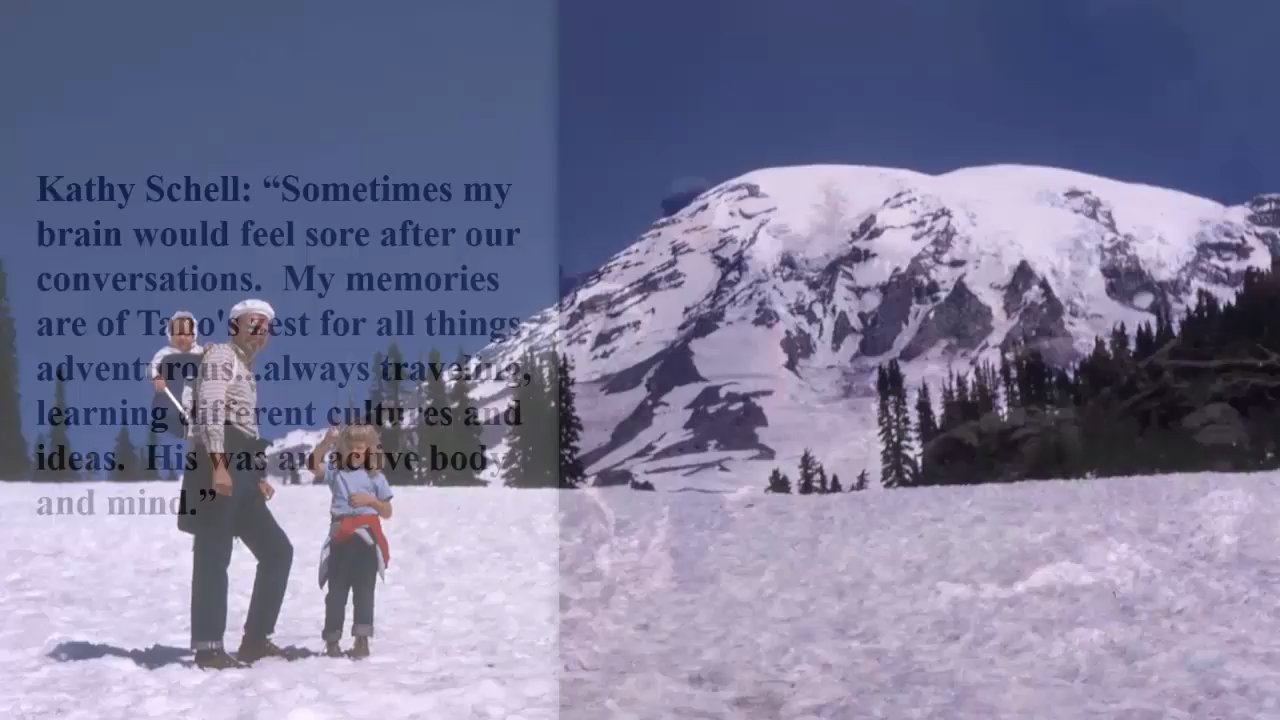 Kathy Schell: “Sometimes my
brain would feel sore after our
conversations.  My memories
are of Taho's zest for all things
adventurous...always traveling,
learning different cultures and
ideas.  His was an active body
and mind.”